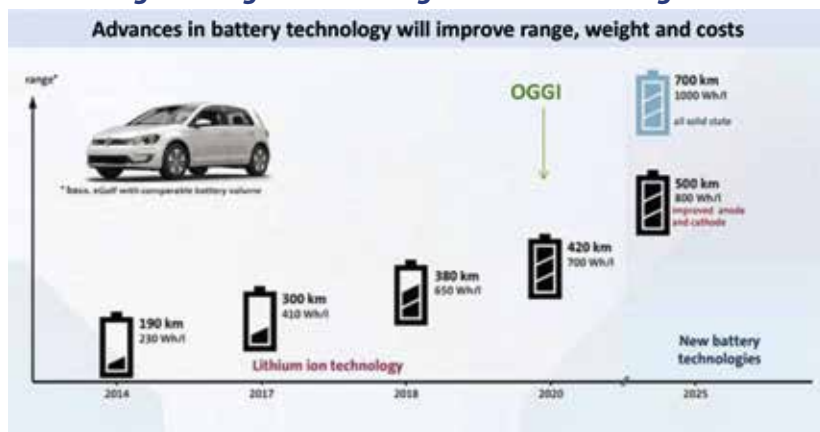 Advances in battery technology will improve range, weight and costs
range*
OGGI
700 km
1000 Wh/l
all solid state
* basis. eGolf with comparable battery volume
500 km
800 Wh/l
improved anode
and cathode
420 km
700 Wh/l
380 km
650 Wh/l
300 km
410 Wh/l
190 km
230 Wh/l
Lithium ion technology
New battery
technologies
2014
2017
2018
2020
2025